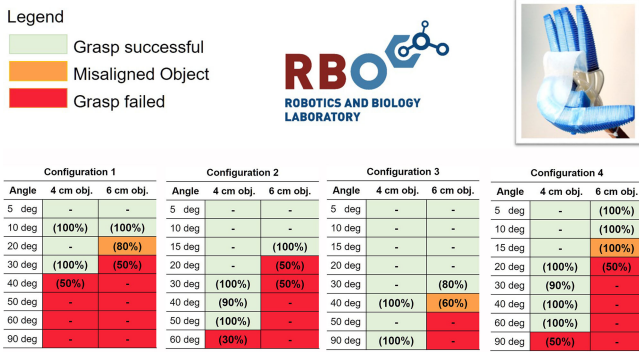 Legend
Grasp successful
Misaligned Object
Grasp failed
RBO
ROBOTICS AND BIOLOGY
LABORATORY
Configuration 1
Angle 4 cm obj. 6 cm obj.
5 deg - -
10 deg (100%) (100%)
20 deg - (80%)
30 deg (100%) (50%)
40 deg (50%) -
50 deg - -
60 deg - -
90 deg - -
Configuration 2
Angle 4 cm obj. 6 cm obj.
5 deg - -
10 deg - -
15 deg - (100%)
20 deg - (50%)
30 deg (100%) (50%)
40 deg (90%) -
50 deg (100%) -
60 deg (30%) -
Configuration 3
Angle 4 cm obj. 6 cm obj.
5 deg - -
10 deg - -
15 deg - -
20 deg - -
30 deg - (80%)
40 deg (100%) (60%)
50 deg - -
90 deg (100%) -
Configuration 4
Angle 4 cm obj. 6 cm obj.
5 deg - (100%)
10 deg - (100%)
15 deg - (100%)
20 deg (100%) (50%)
30 deg (90%) -
40 deg (100%) -
60 deg (100%) -
90 deg (50%) -